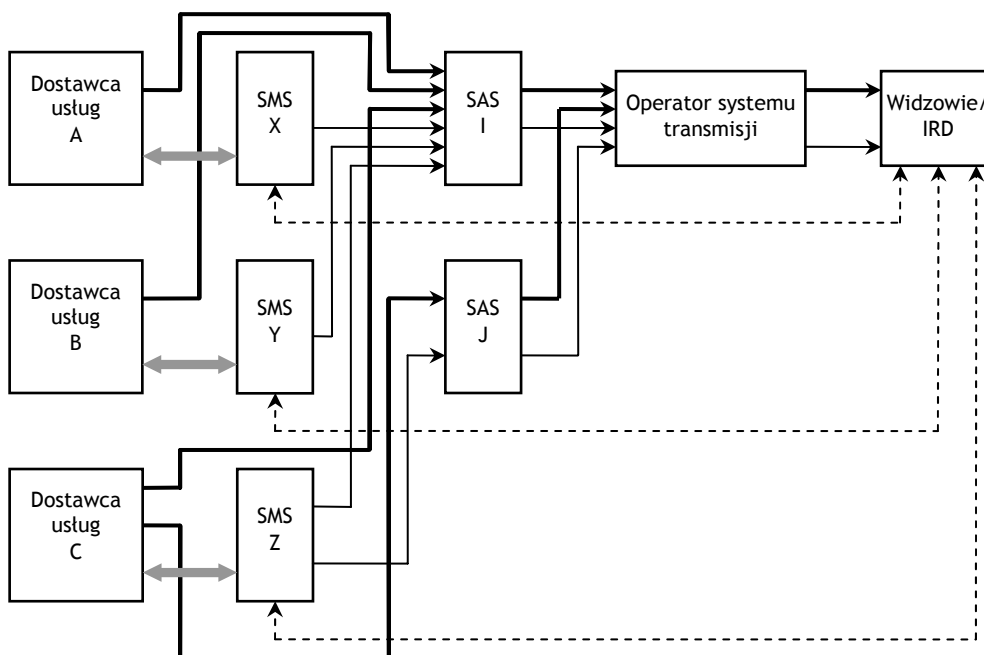 Dostawca
usług
A
SMS
X
SAS
I
Operator systemu
transmisji
Widzowie/
IRD
Dostawca
usług
B
SMS
Y
SAS
J
Dostawca
usług
C
SMS
Z